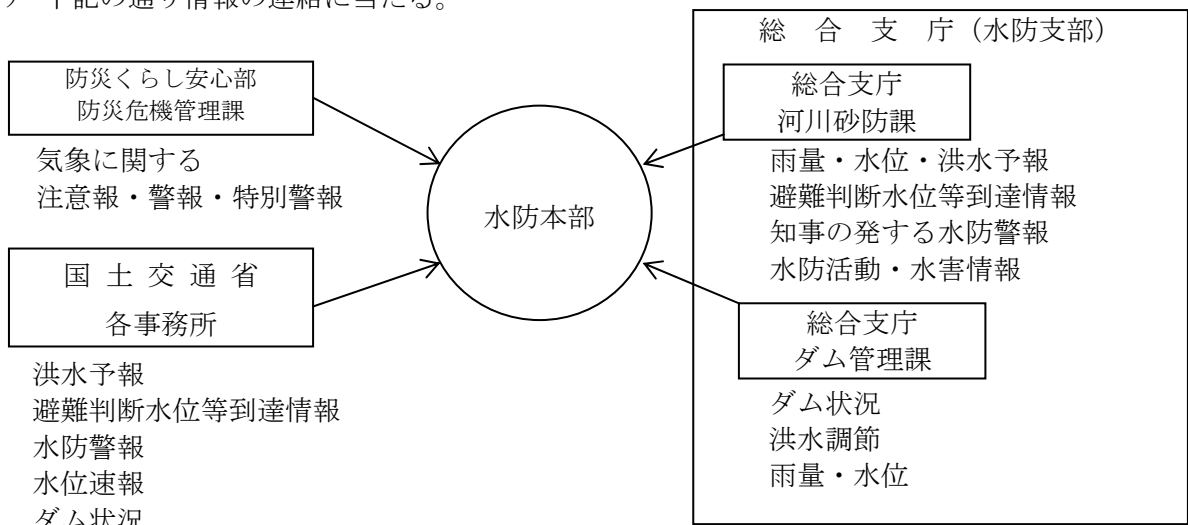 下記の通り情報の連絡に当たる。
防災くらし安心部
防災危機管理課
気象に関する
注意報・警報・特別警報
国土交通省
各事務所
洪水予報
避難判断水位等到達情報
水防警報
水位速報
ダム状況
水防本部
総合支庁（水防支部）
総合支庁
河川砂防課
雨量・水位・洪水予報
避難判断水位等到達情報
知事の発する水防警報
水防活動・水害情報
総合支庁
ダム管理課
ダム状況
洪水調節
雨量・水位